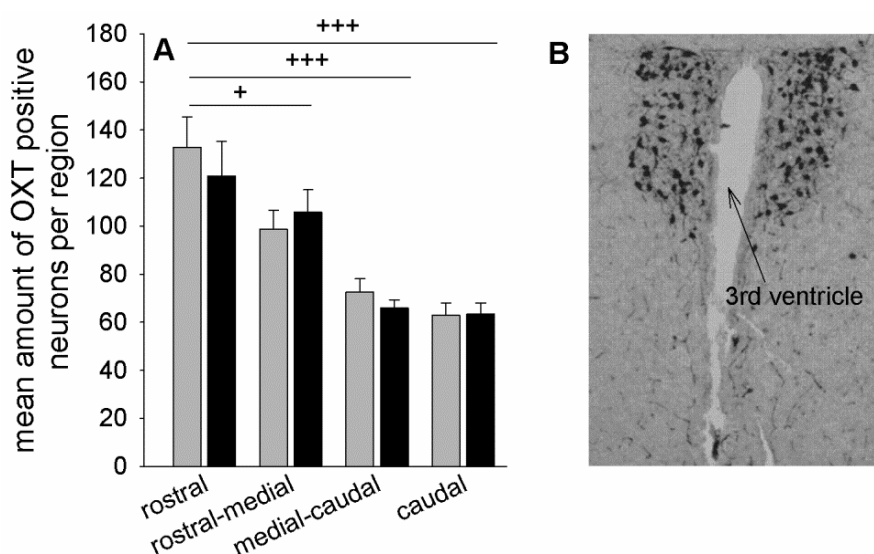 A
+++
+++
+
180
160
140
120
100
80
60
40
20
0
mean amount of OXT positive
neurons per region
rostral
rostral-medial
medial-caudal
caudal
B
3rd ventricle